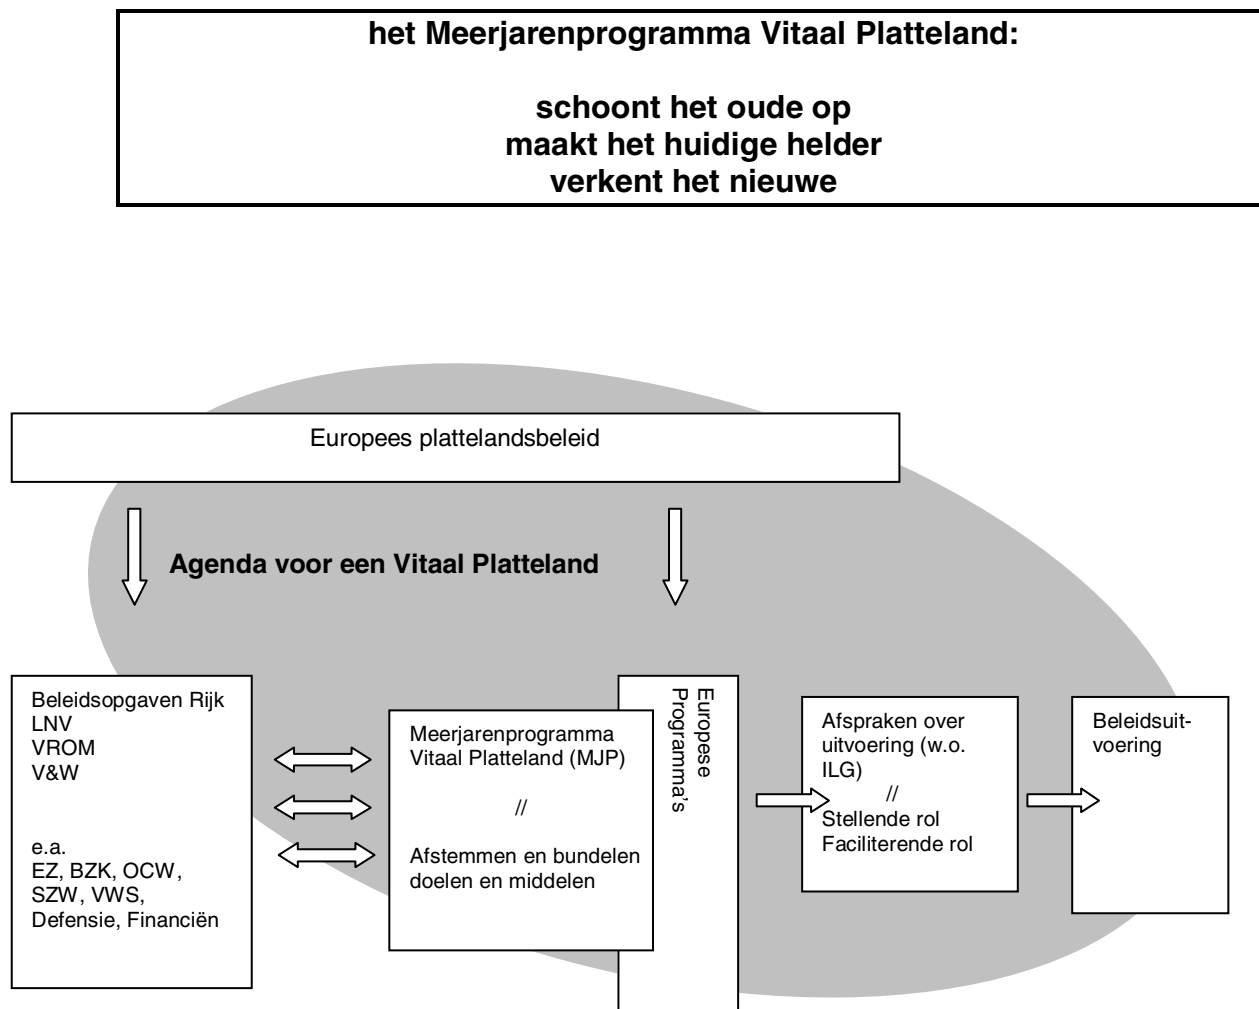 het Meerjarenprogramma Vitaal Platteland:
schoont het oude op
maakt het huidige helder
verkent het nieuwe
Europees plattelandsbeleid
Agenda voor een Vitaal Platteland
Beleidsopgaven Rijk
LNV
VROM
V&W
e.a.
EZ, BZK, OCW,
SZW, VWS,
Defensie, Financiën
Meerjarenprogramma
Vitaal Platteland (MJP)
//
Afstemmen en bundelen
doelen en middelen
Europese
Programma's
Afspraken over
uitvoering (w.o.
ILG)
//
Stellende rol
Faciliterende rol
Beleidsuit-
voering